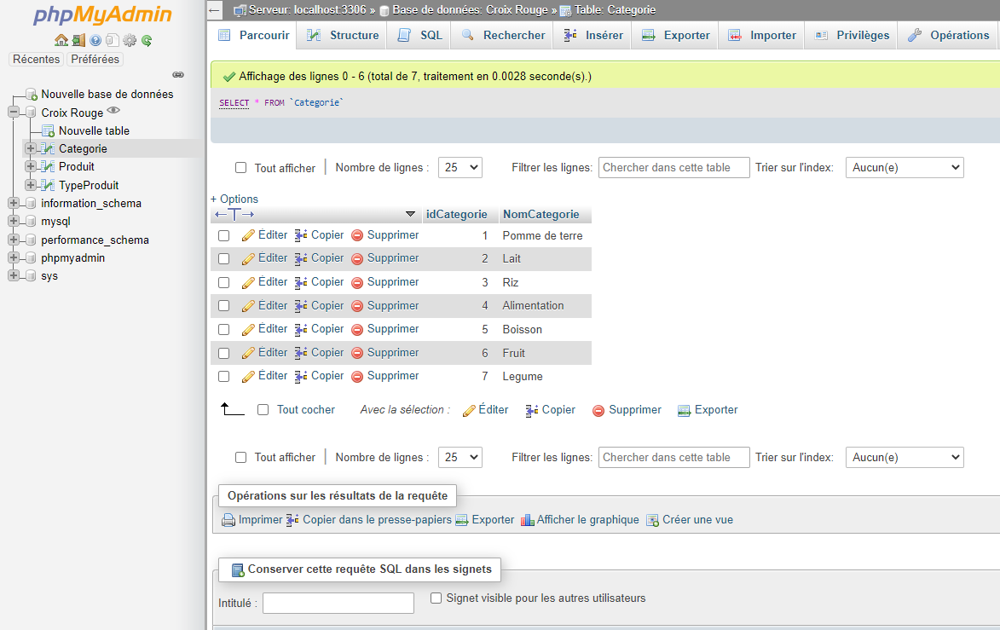 phpMyAdmin
Récentes Préférées
Nouvelle base de données
Croix Rouge
Nouvelle table
Categorie
Produit
TypeProduit
information_schema
mysql
performance_schema
phpmyadmin
sys
Serveur: localhost:3306 » Base de données: Croix Rouge » Table: Categorie
Parcourir Structure SQL Rechercher Insérer Exporter Importer Privilèges Opérations
Affichage des lignes 0 - 6 (total de 7, traitement en 0.0028 seconde(s).)
SELECT * FROM `Categorie`
Tout afficher Nombre de lignes : 25 Filtrer les lignes: Chercher dans cette table Trier sur l'index: Aucun(e)
+ Options
←T→ idCategorie NomCategorie
Éditer Copier Supprimer 1 Pomme de terre
Éditer Copier Supprimer 2 Lait
Éditer Copier Supprimer 3 Riz
Éditer Copier Supprimer 4 Alimentation
Éditer Copier Supprimer 5 Boisson
Éditer Copier Supprimer 6 Fruit
Éditer Copier Supprimer 7 Legume
Tout cocher Avec la sélection : Éditer Copier Supprimer Exporter
Tout afficher Nombre de lignes : 25 Filtrer les lignes: Chercher dans cette table Trier sur l'index: Aucun(e)
Opérations sur les résultats de la requête
Imprimer Copier dans le presse-papiers Exporter Afficher le graphique Créer une vue
Conserver cette requête SQL dans les signets
Intitulé : Signet visible pour les autres utilisateurs